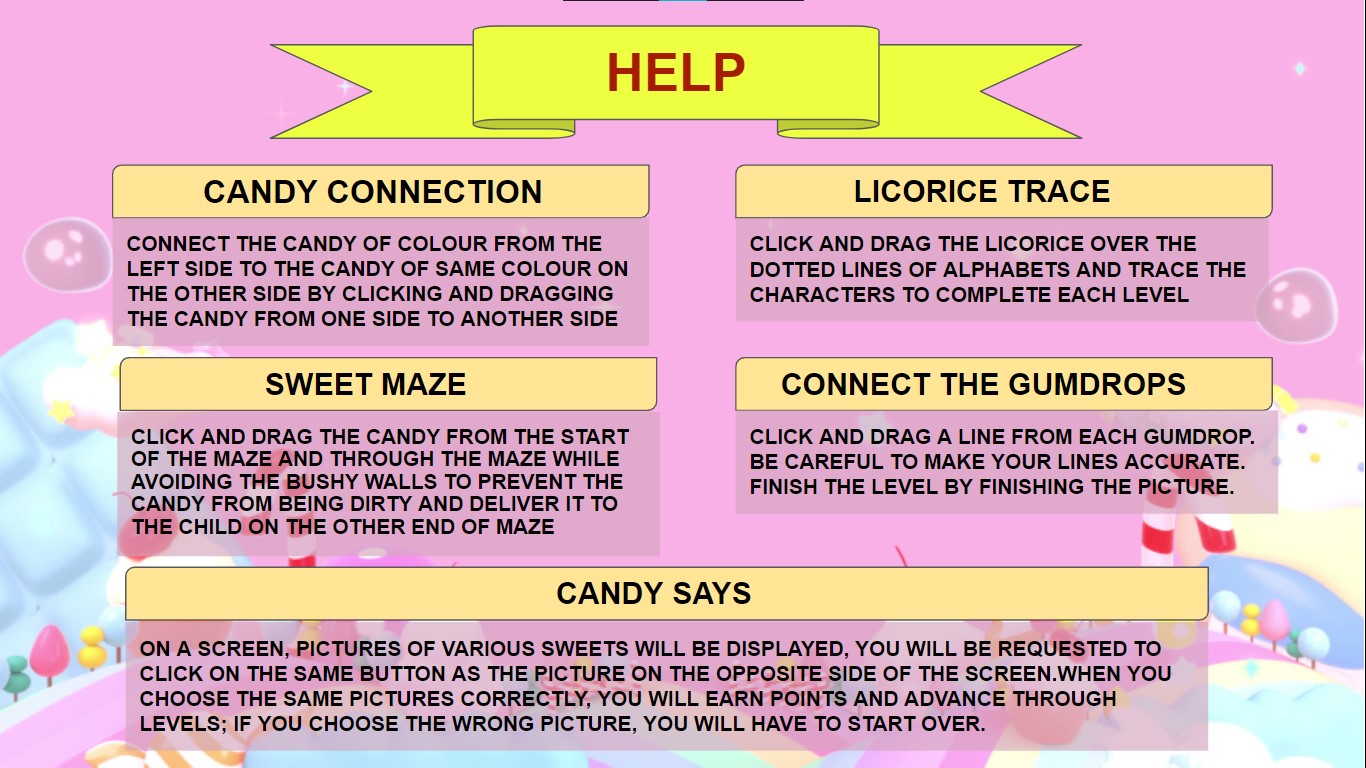 HELP
CANDY CONNECTION
CONNECT THE CANDY OF COLOUR FROM THE
LEFT SIDE TO THE CANDY OF SAME COLOUR ON
THE OTHER SIDE BY CLICKING AND DRAGGING
THE CANDY FROM ONE SIDE TO ANOTHER SIDE
LICORICE TRACE
CLICK AND DRAG THE LICORICE OVER THE
DOTTED LINES OF ALPHABETS AND TRACE THE
CHARACTERS TO COMPLETE EACH LEVEL
SWEET MAZE
CLICK AND DRAG THE CANDY FROM THE START
OF THE MAZE AND THROUGH THE MAZE WHILE
AVOIDING THE BUSHY WALLS TO PREVENT THE
CANDY FROM BEING DIRTY AND DELIVER IT TO
THE CHILD ON THE OTHER END OF MAZE
CONNECT THE GUMDROPS
CLICK AND DRAG A LINE FROM EACH GUMDROP.
BE CAREFUL TO MAKE YOUR LINES ACCURATE.
FINISH THE LEVEL BY FINISHING THE PICTURE.
CANDY SAYS
ON A SCREEN, PICTURES OF VARIOUS SWEETS WILL BE DISPLAYED, YOU WILL BE REQUESTED TO
CLICK ON THE SAME BUTTON AS THE PICTURE ON THE OPPOSITE SIDE OF THE SCREEN.WHEN YOU
CHOOSE THE SAME PICTURES CORRECTLY, YOU WILL EARN POINTS AND ADVANCE THROUGH
LEVELS; IF YOU CHOOSE THE WRONG PICTURE, YOU WILL HAVE TO START OVER.